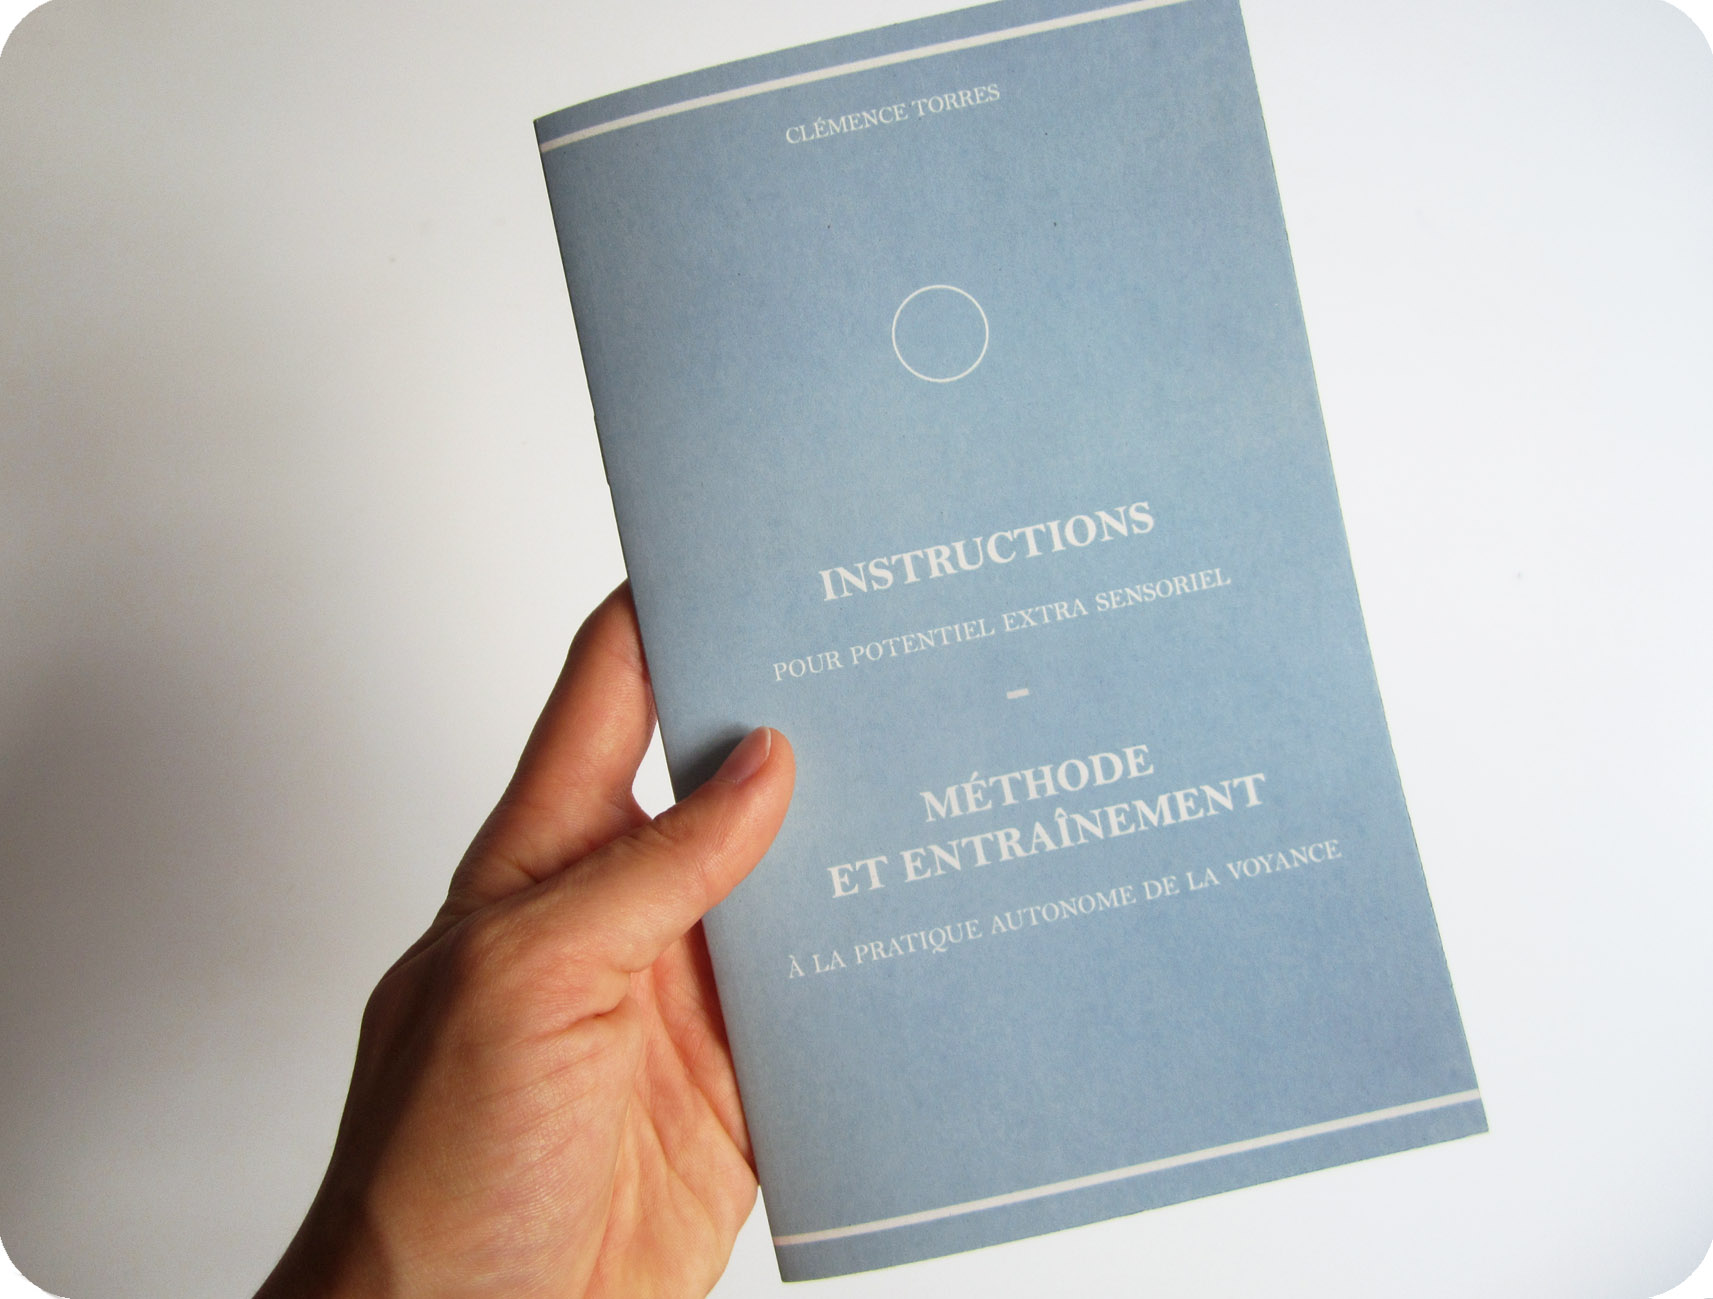 CLÉMENCE TORRES
INSTRUCTIONS
POUR POTENTIEL EXTRA SENSORIEL
-
MÉTHODE
ET ENTRAÎNEMENT
À LA PRATIQUE AUTONOME DE LA VOYANCE